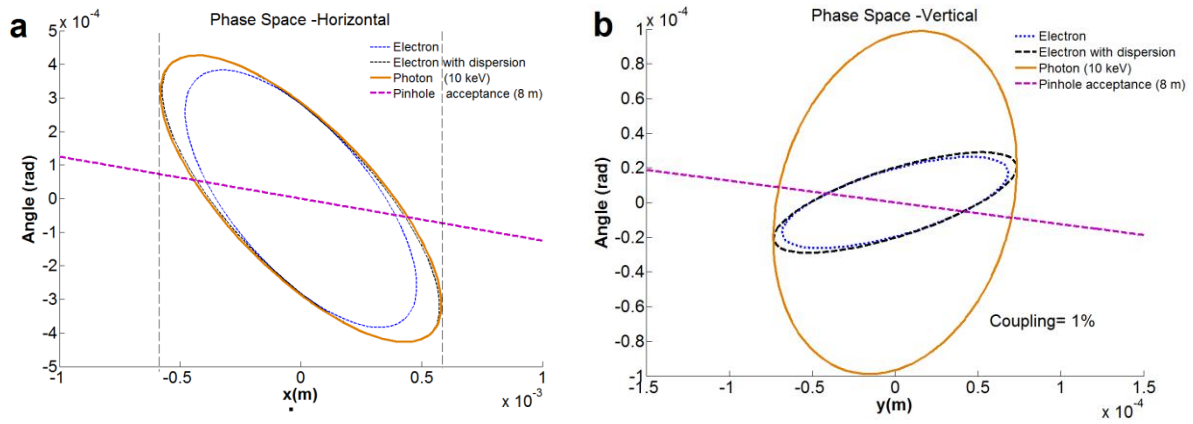 a
Phase Space -Horizontal
x 10⁻⁴
5
4
3
2
1
0
-1
-2
-3
-4
-5
Angle (rad)
Electron
Electron with dispersion
Photon (10 keV)
Pinhole acceptance (8 m)
-1
-0.5
0
0.5
1
x(m)
x 10⁻³
b
Phase Space -Vertical
x 10⁻⁴
1
0.8
0.6
0.4
0.2
0
-0.2
-0.4
-0.6
-0.8
-1
Angle (rad)
Electron
Electron with dispersion
Photon (10 keV)
Pinhole acceptance (8 m)
Coupling= 1%
-1.5
-1
-0.5
0
0.5
1
1.5
y(m)
x 10⁻⁴